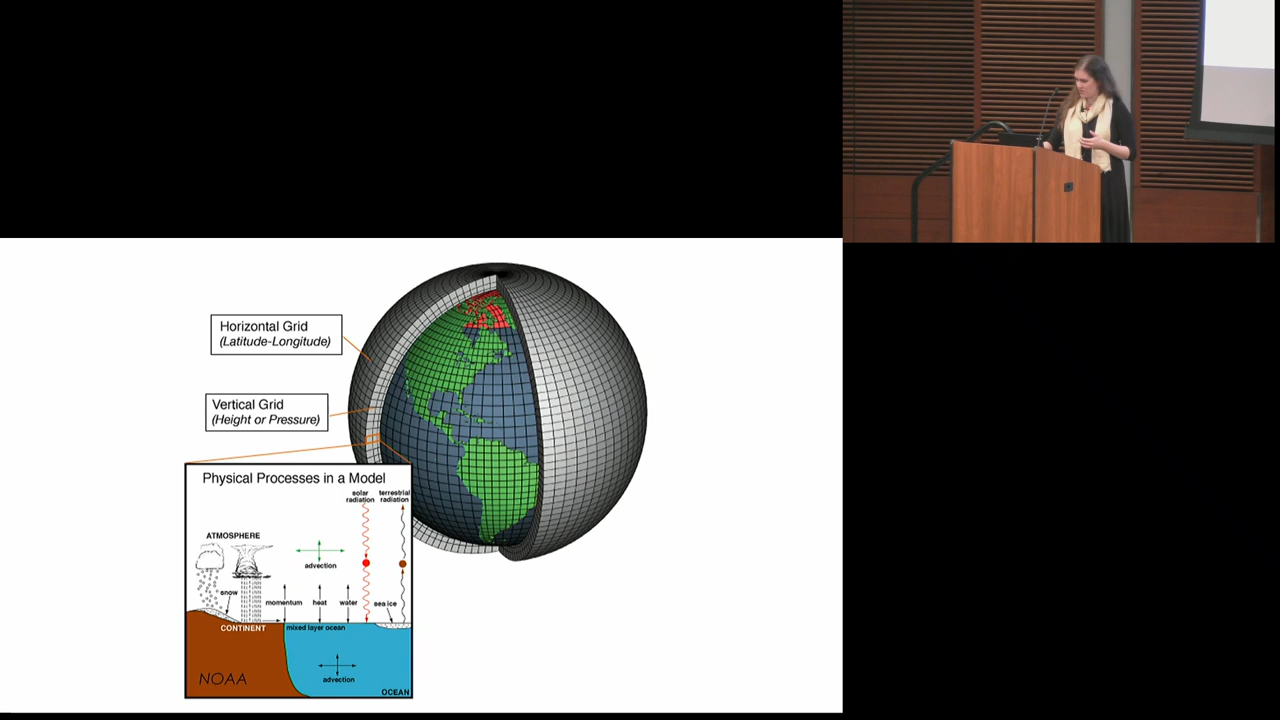 Horizontal Grid
(Latitude-Longitude)
Vertical Grid
(Height or Pressure)
Physical Processes in a Model
solar
radiation
terrestrial
radiation
ATMOSPHERE
advection
snow
momentum
heat
water
sea ice
CONTINENT
mixed layer ocean
advection
NOAA
OCEAN